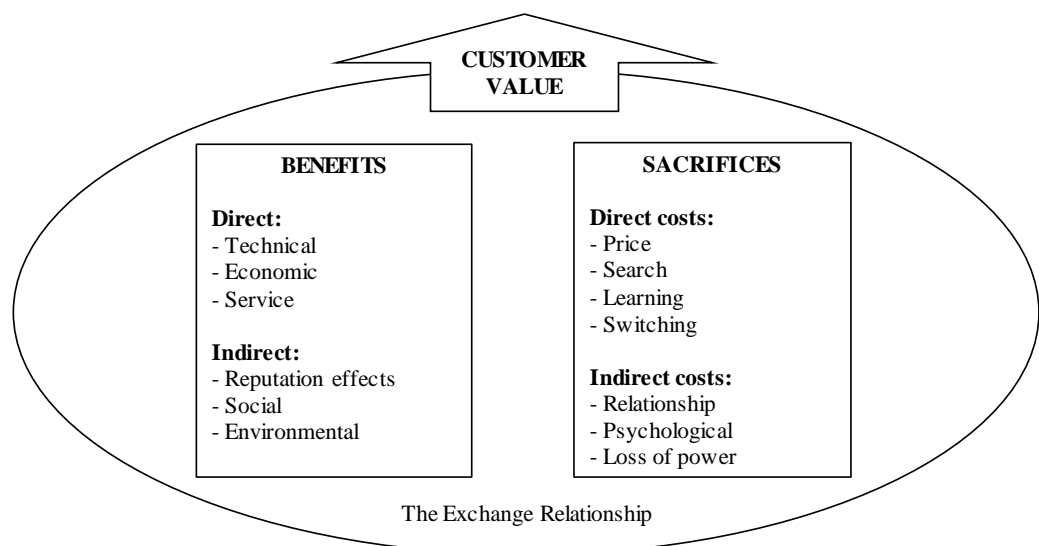 CUSTOMER
VALUE
BENEFITS
Direct:
- Technical
- Economic
- Service
Indirect:
- Reputation effects
- Social
- Environmental
SACRIFICES
Direct costs:
- Price
- Search
- Learning
- Switching
Indirect costs:
- Relationship
- Psychological
- Loss of power
The Exchange Relationship